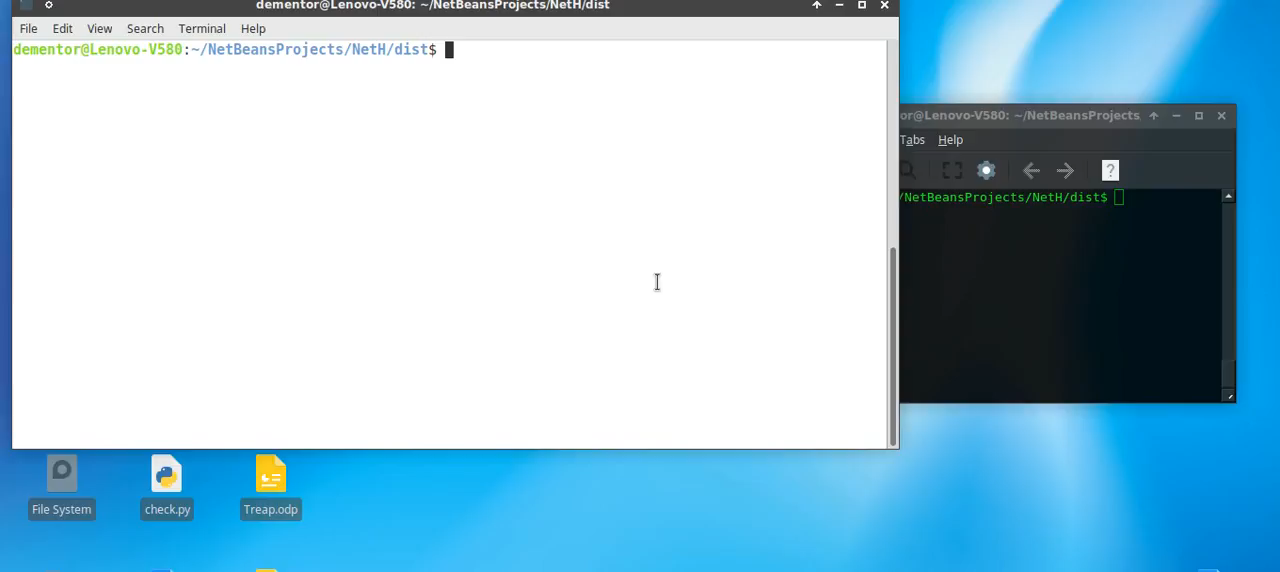 dementor@Lenovo-V580: ~/NetBeansProjects/NetH/dist
File Edit View Search Terminal Help
dementor@Lenovo-V580:~/NetBeansProjects/NetH/dist$
or@Lenovo-V580: ~/NetBeansProjects
Tabs Help
?
/NetBeansProjects/NetH/dist$
File System
check.py
Treap.odp